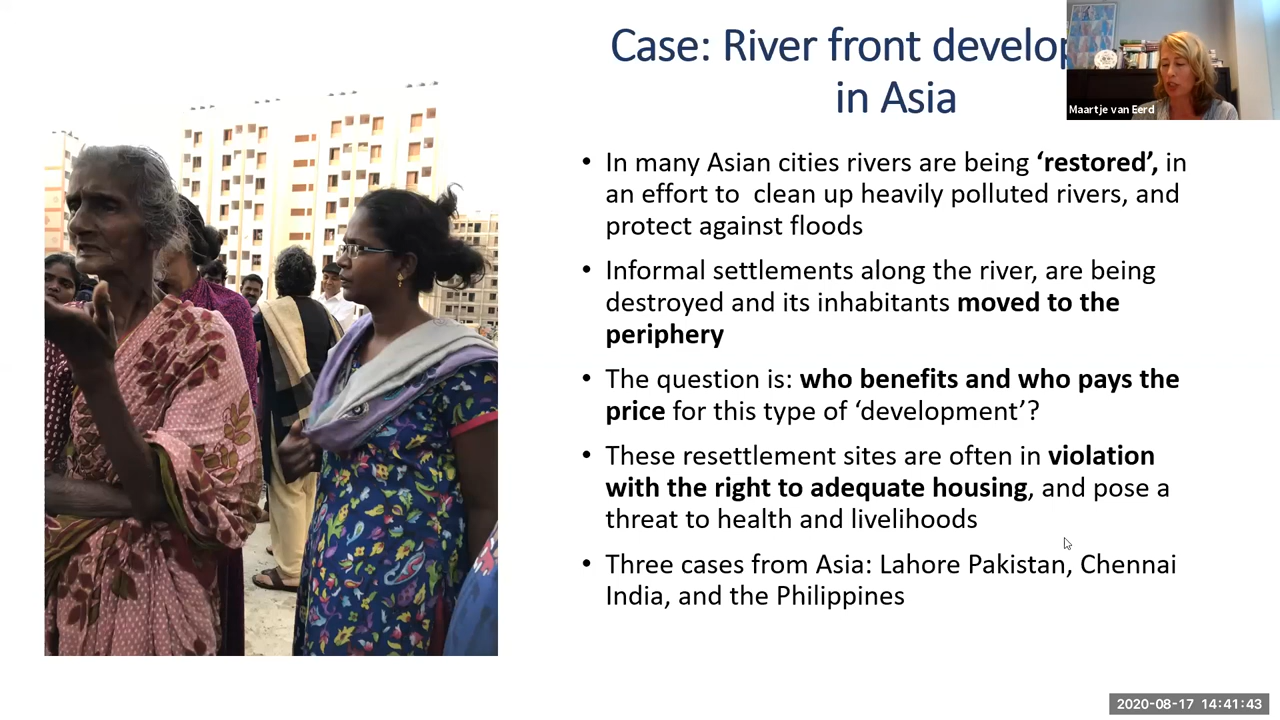 Case: River front develop
in Asia
Maartje van Eerd
• In many Asian cities rivers are being ‘restored’, in
an effort to  clean up heavily polluted rivers, and
protect against floods
• Informal settlements along the river, are being
destroyed and its inhabitants moved to the
periphery
• The question is: who benefits and who pays the
price for this type of ‘development’?
• These resettlement sites are often in violation
with the right to adequate housing, and pose a
threat to health and livelihoods
• Three cases from Asia: Lahore Pakistan, Chennai
India, and the Philippines
2020-08-17 14:41:43